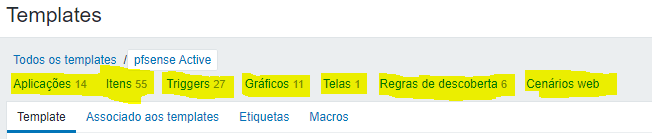 Templates
Todos os templates / pfsense Active
Aplicações 14 Itens 55 Triggers 27 Gráficos 11 Telas 1 Regras de descoberta 6 Cenários web
Template Associado aos templates Etiquetas Macros